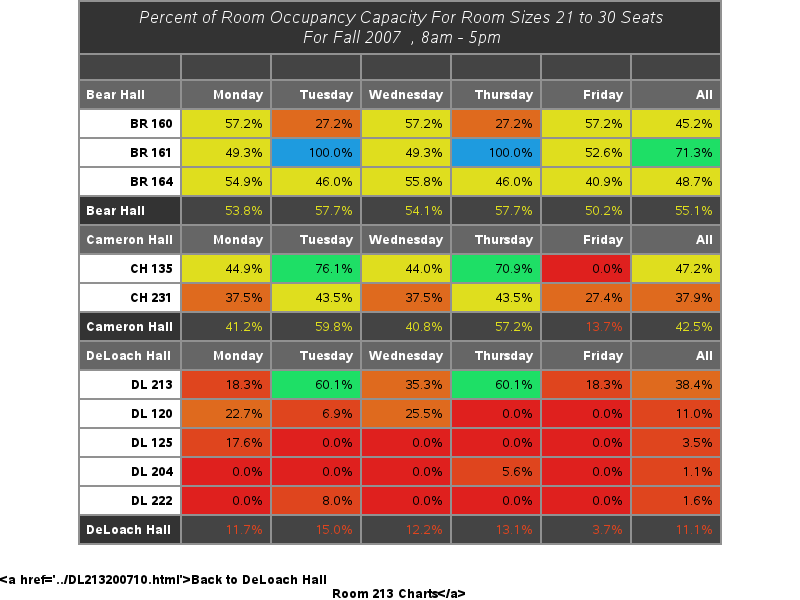 Percent of Room Occupancy Capacity For Room Sizes 21 to 30 Seats
For Fall 2007 , 8am - 5pm
Bear Hall Monday Tuesday Wednesday Thursday Friday All
BR 160 57.2% 27.2% 57.2% 27.2% 57.2% 45.2%
BR 161 49.3% 100.0% 49.3% 100.0% 52.6% 71.3%
BR 164 54.9% 46.0% 55.8% 46.0% 40.9% 48.7%
Bear Hall 53.8% 57.7% 54.1% 57.7% 50.2% 55.1%
Cameron Hall Monday Tuesday Wednesday Thursday Friday All
CH 135 44.9% 76.1% 44.0% 70.9% 0.0% 47.2%
CH 231 37.5% 43.5% 37.5% 43.5% 27.4% 37.9%
Cameron Hall 41.2% 59.8% 40.8% 57.2% 13.7% 42.5%
DeLoach Hall Monday Tuesday Wednesday Thursday Friday All
DL 213 18.3% 60.1% 35.3% 60.1% 18.3% 38.4%
DL 120 22.7% 6.9% 25.5% 0.0% 0.0% 11.0%
DL 125 17.6% 0.0% 0.0% 0.0% 0.0% 3.5%
DL 204 0.0% 0.0% 0.0% 5.6% 0.0% 1.1%
DL 222 0.0% 8.0% 0.0% 0.0% 0.0% 1.6%
DeLoach Hall 11.7% 15.0% 12.2% 13.1% 3.7% 11.1%
<a href='../DL213200710.html'>Back to DeLoach Hall
Room 213 Charts</a>